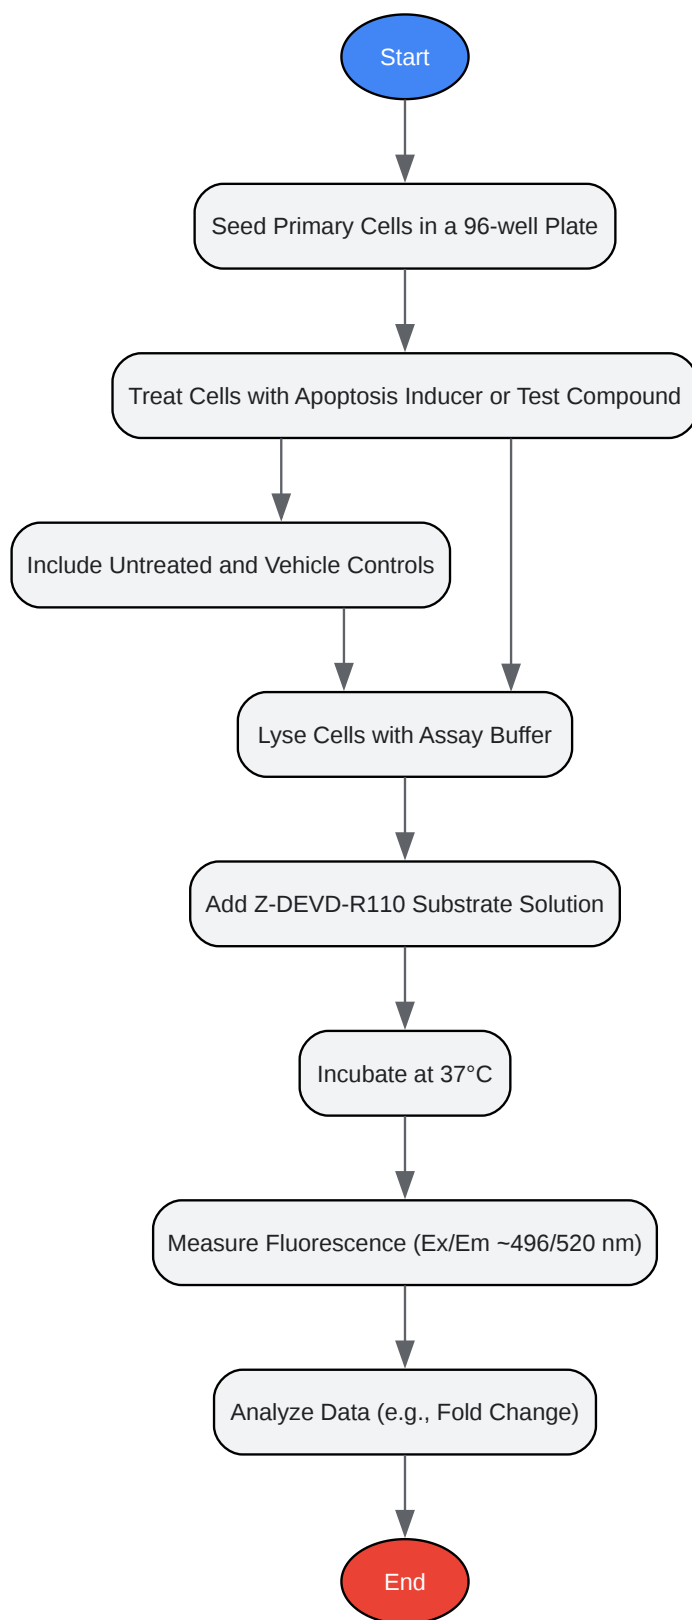 Start
Seed Primary Cells in a 96-well Plate
Treat Cells with Apoptosis Inducer or Test Compound
Include Untreated and Vehicle Controls
Lyse Cells with Assay Buffer
Add Z-DEVD-R110 Substrate Solution
Incubate at 37°C
Measure Fluorescence (Ex/Em ~496/520 nm)
Analyze Data (e.g., Fold Change)
End